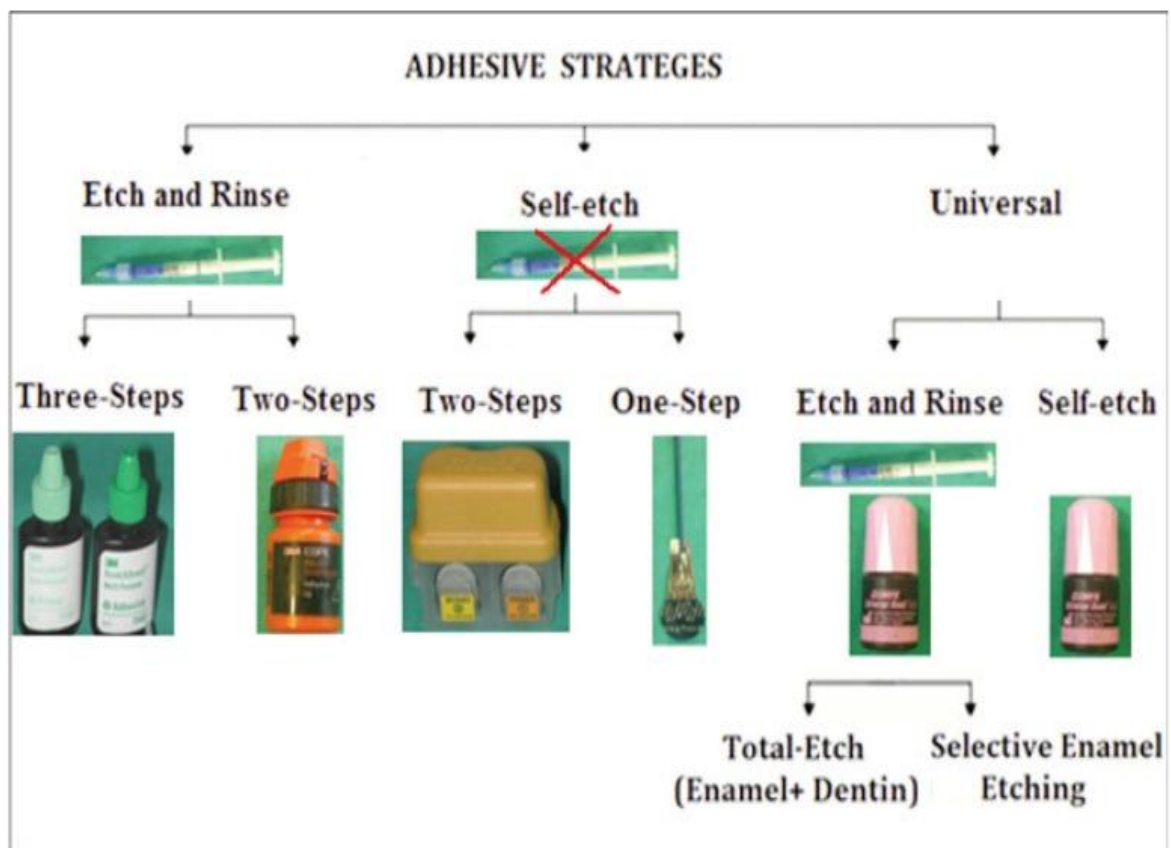 ADHESIVE STRATEGES
Etch and Rinse
Self-etch
Universal
Three-Steps
Two-Steps
Two-Steps
One-Step
Etch and Rinse
Self-etch
Total-Etch
(Enamel+ Dentin)
Selective Enamel
Etching